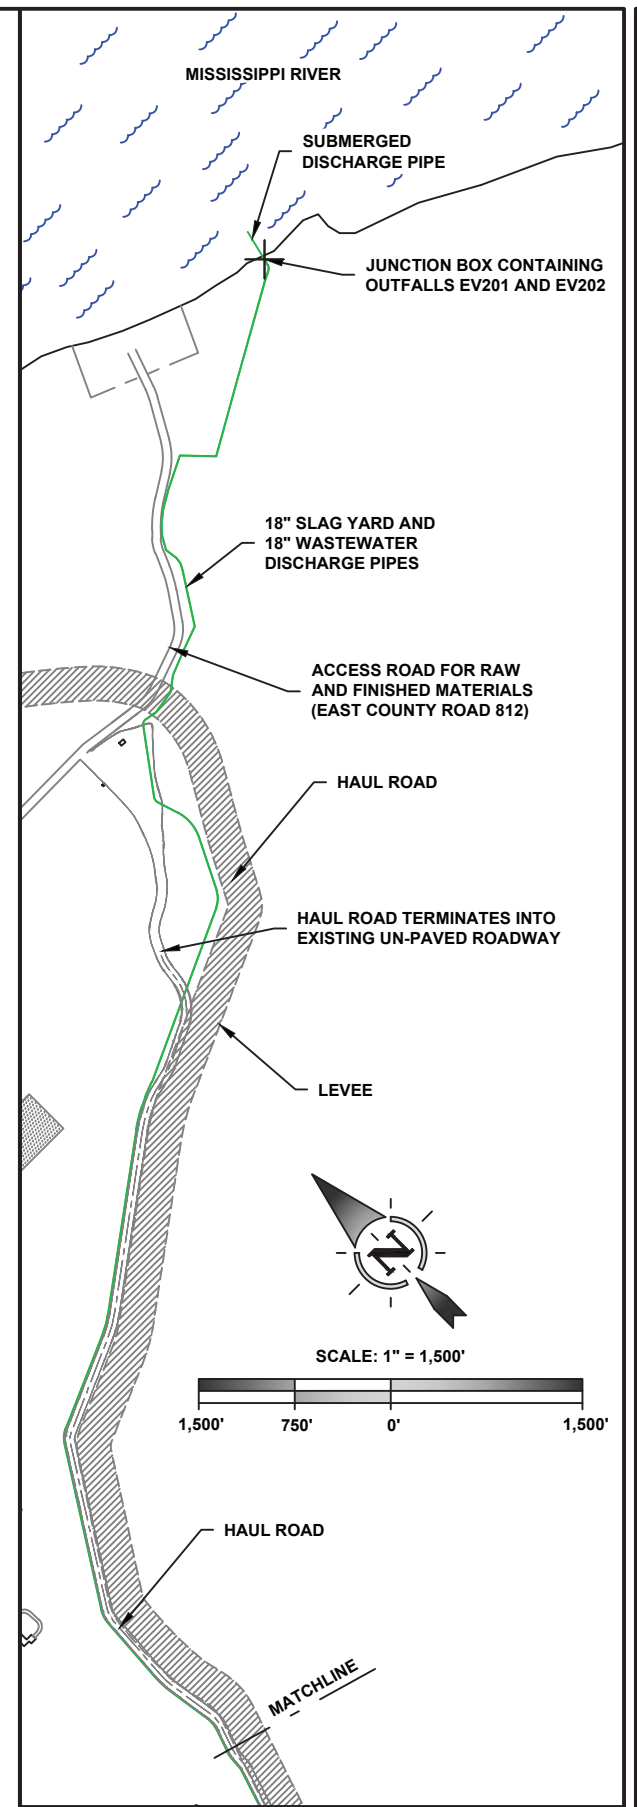 MISSISSIPPI RIVER
SUBMERGED
DISCHARGE PIPE
JUNCTION BOX CONTAINING
OUTFALLS EV201 AND EV202
18" SLAG YARD AND
18" WASTEWATER
DISCHARGE PIPES
ACCESS ROAD FOR RAW
AND FINISHED MATERIALS
(EAST COUNTY ROAD 812)
HAUL ROAD
HAUL ROAD TERMINATES INTO
EXISTING UN-PAVED ROADWAY
LEVEE
N
SCALE: 1" = 1,500'
1,500' 750' 0' 1,500'
HAUL ROAD
MATCHLINE